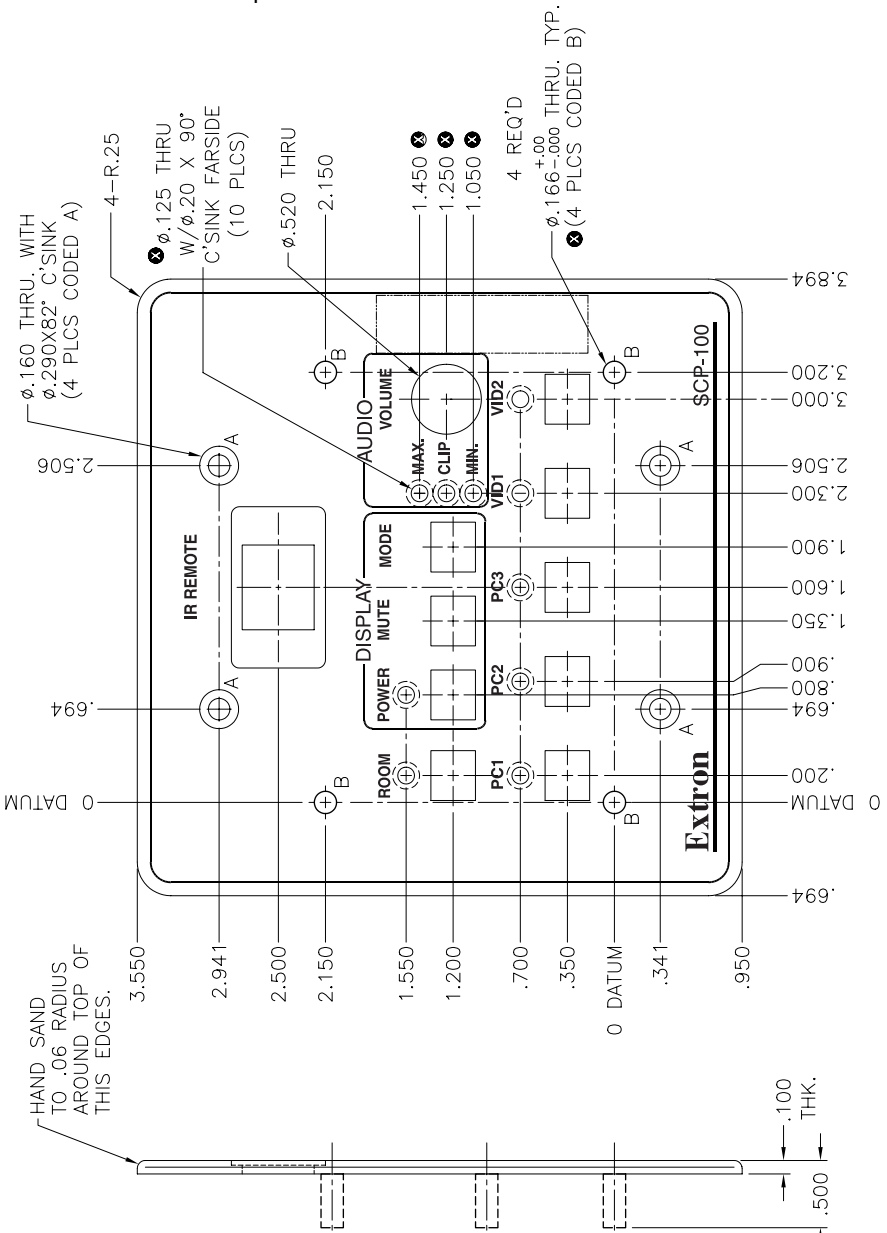 HAND SAND
TO .06 RADIUS
AROUND TOP OF
THIS EDGES.
ø.160 THRU. WITH
ø.290X82° C'SINK
(4 PLCS CODED A)
4-R.25
ø.125 THRU
W/ø.20 X 90°
C'SINK FARSIDE
(10 PLCS)
2.150
ø.520 THRU
1.450
1.250
1.050
4 REQ'D
ø.166 +.00 -.000 THRU. TYP.
(4 PLCS CODED B)
0 DATUM
.694
2.506
3.550
2.941
2.500
2.150
1.550
1.200
.700
.350
0 DATUM
.341
.950
A
A
B
B
IR REMOTE
DISPLAY
AUDIO
ROOM
POWER
MUTE
MODE
MAX.
CLIP
MIN.
VOLUME
PC1
PC2
PC3
VID1
VID2
B
B
A
A
Extron
SCP-100
.694
0 DATUM
.200
.694
.800
.900
1.350
1.600
1.900
2.300
2.506
3.000
3.200
3.894
.100
THK.
.500